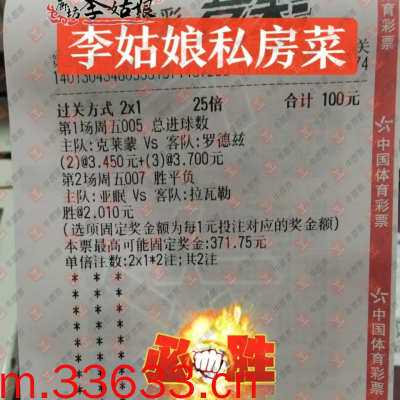 李姑娘
李姑娘私房菜
过关方式 2x1 25倍 合计 100元
第1场周五005 总进球数
主队:克莱蒙 Vs 客队:罗德兹
(2)@3.450元+(3)@3.700元
第2场周五007 胜平负
主队:亚眠 Vs 客队:拉瓦勒
胜@2.010元
(选项固定奖金额为每1元投注对应的奖金额)
本票最高可能固定奖金:371.75元
单倍注数:2x1*2注;共2注
* * *
* * *
* * *
* * *
* * *
* * *
* * *
必胜
m.33633.cn
中国体育彩票
中国体育彩票